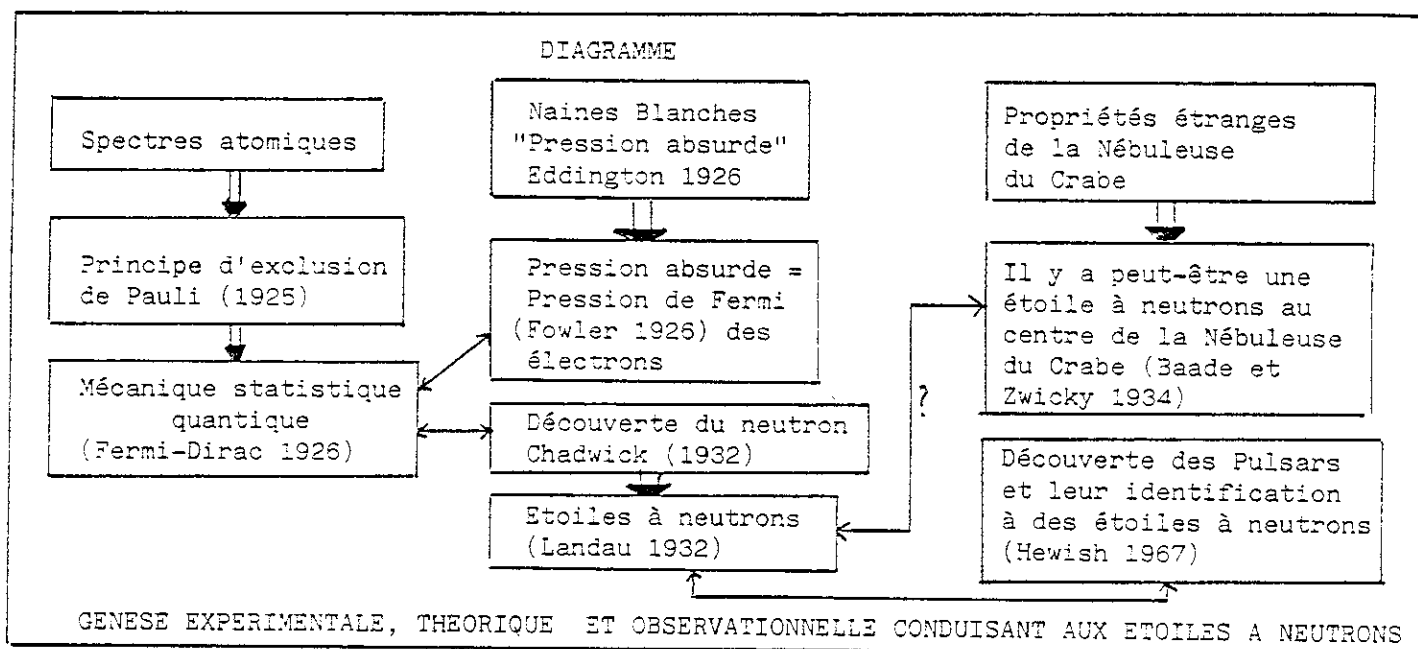 DIAGRAMME
Spectres atomiques
Principe d'exclusion
de Pauli (1925)
Mécanique statistique
quantique
(Fermi-Dirac 1926)
Naines Blanches
"Pression absurde"
Eddington 1926
Pression absurde =
Pression de Fermi
(Fowler 1926) des
électrons
Découverte du neutron
Chadwick (1932)
Etoiles à neutrons
(Landau 1932)
?
Propriétés étranges
de la Nébuleuse
du Crabe
Il y a peut-être une
étoile à neutrons au
centre de la Nébuleuse
du Crabe (Baade et
Zwicky 1934)
Découverte des Pulsars
et leur identification
à des étoiles à neutrons
(Hewish 1967)
GENESE EXPERIMENTALE, THEORIQUE ET OBSERVATIONNELLE CONDUISANT AUX ETOILES A NEUTRONS